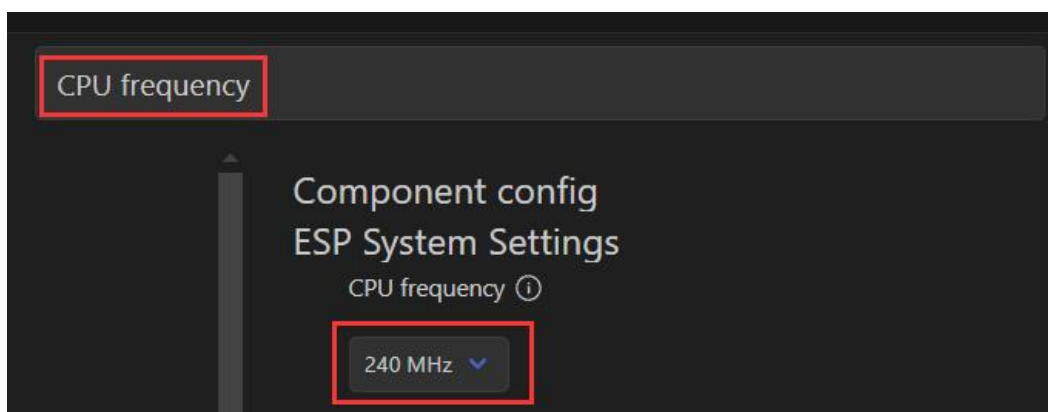 CPU frequency
Component config
ESP System Settings
CPU frequency
240 MHz